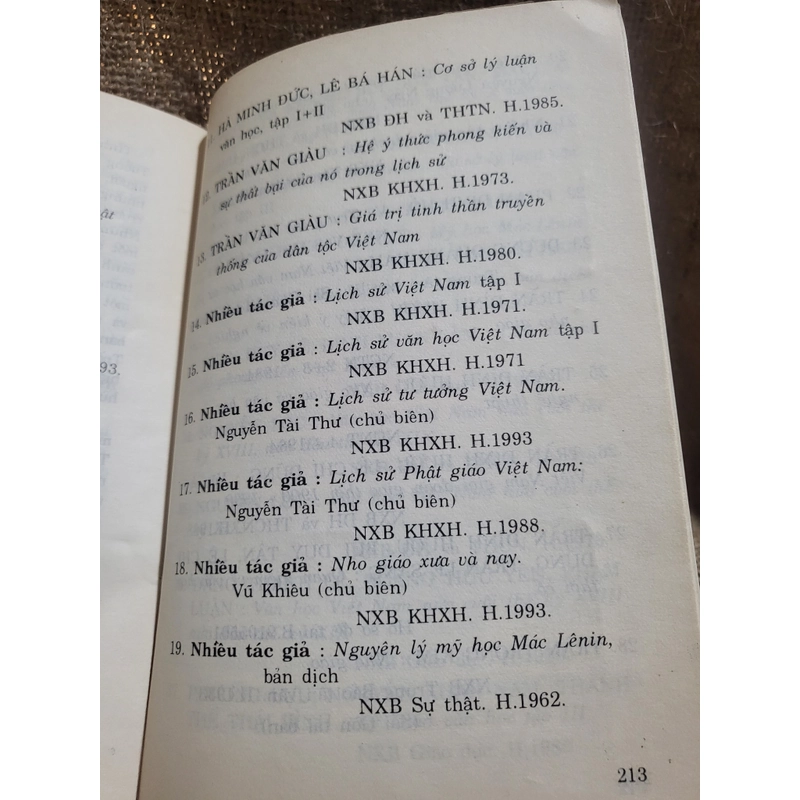 HÀ MINH ĐỨC, LÊ BÁ HÁN : Cơ sở lý luận
văn học, tập I+II
NXB ĐH và THTN. H.1985.
12. TRẦN VĂN GIÀU : Hệ ý thức phong kiến và
sự thất bại của nó trong lịch sử
NXB KHXH. H.1973.
13. TRẦN VĂN GIÀU : Giá trị tinh thần truyền
thống của dân tộc Việt Nam
NXB KHXH. H.1980.
14. Nhiều tác giả : Lịch sử Việt Nam tập I
NXB KHXH. H.1971.
15. Nhiều tác giả : Lịch sử văn học Việt Nam tập I
NXB KHXH. H.1971
16. Nhiều tác giả : Lịch sử tư tưởng Việt Nam.
Nguyễn Tài Thư (chủ biên)
NXB KHXH. H.1993
17. Nhiều tác giả : Lịch sử Phật giáo Việt Nam:
Nguyễn Tài Thư (chủ biên)
NXB KHXH. H.1988.
18. Nhiều tác giả : Nho giáo xưa và nay.
Vũ Khiêu (chủ biên)
NXB KHXH. H.1993.
19. Nhiều tác giả : Nguyên lý mỹ học Mác Lênin,
bản dịch
NXB Sự thật. H.1962.
213